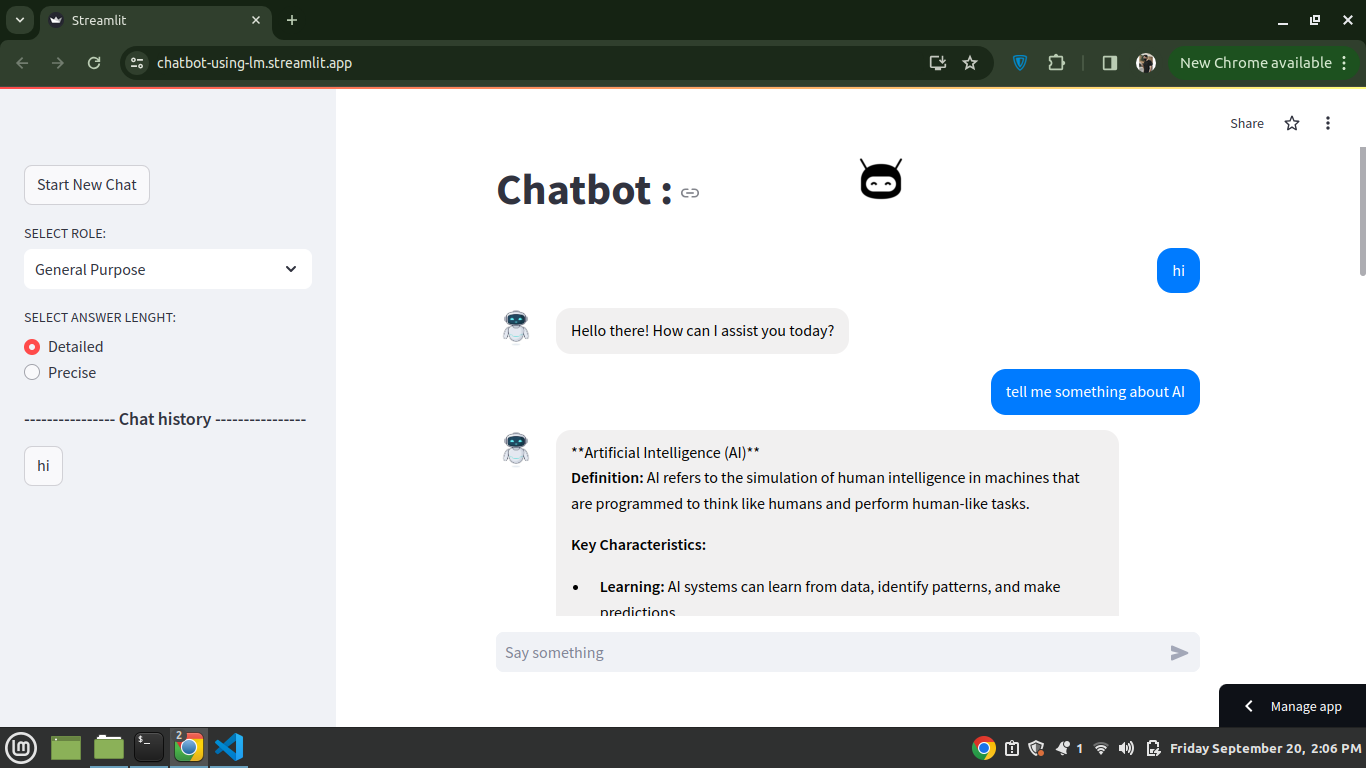 Streamlit
chatbot-using-lm.streamlit.app
New Chrome available
Share
Start New Chat
SELECT ROLE:
General Purpose
SELECT ANSWER LENGHT:
Detailed
Precise
---------------- Chat history ----------------
hi
Chatbot :
hi
Hello there! How can I assist you today?
tell me something about AI
**Artificial Intelligence (AI)**
Definition: AI refers to the simulation of human intelligence in machines that
are programmed to think like humans and perform human-like tasks.
Key Characteristics:
• Learning: AI systems can learn from data, identify patterns, and make
predictions
Say something
Manage app
$_
2
1
Friday September 20, 2:06 PM